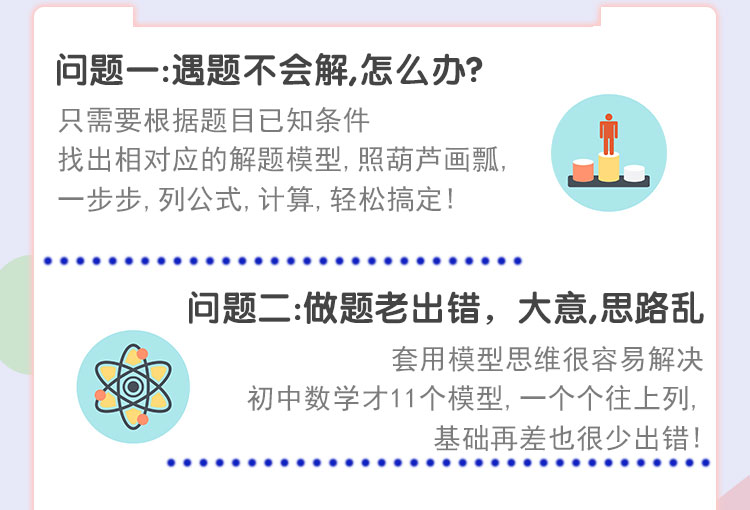 问题一:遇题不会解,怎么办?
只需要根据题目已知条件
找出相对应的解题模型,照葫芦画瓢,
一步步,列公式,计算,轻松搞定!
问题二:做题老出错，大意,思路乱
套用模型思维很容易解决
初中数学才11个模型,一个个往上列,
基础再差也很少出错!